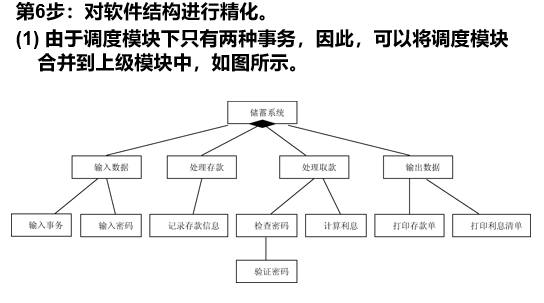 第6步：对软件结构进行精化。
(1) 由于调度模块下只有两种事务，因此，可以将调度模块
合并到上级模块中，如图所示。
储蓄系统
输入数据
处理存款
处理取款
输出数据
输入事务
输入密码
记录存款信息
检查密码
计算利息
打印存款单
打印利息清单
验证密码